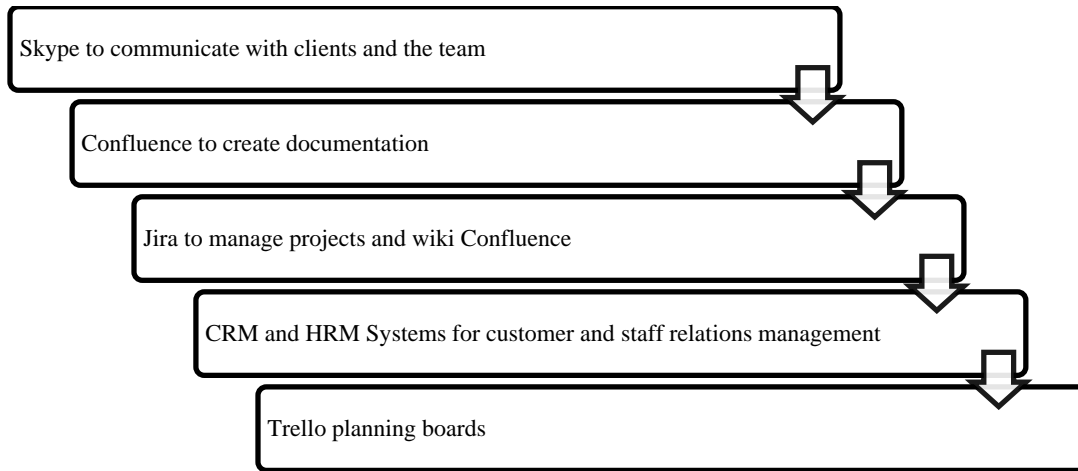 Skype to communicate with clients and the team
Confluence to create documentation
Jira to manage projects and wiki Confluence
CRM and HRM Systems for customer and staff relations management
Trello planning boards